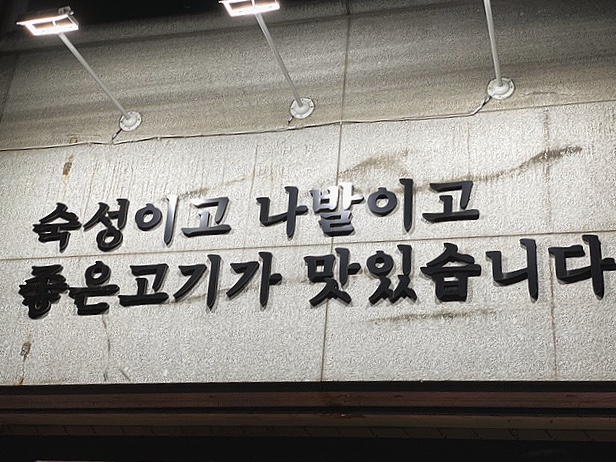 숙성이고 나발이고
좋은고기가 맛있습니다